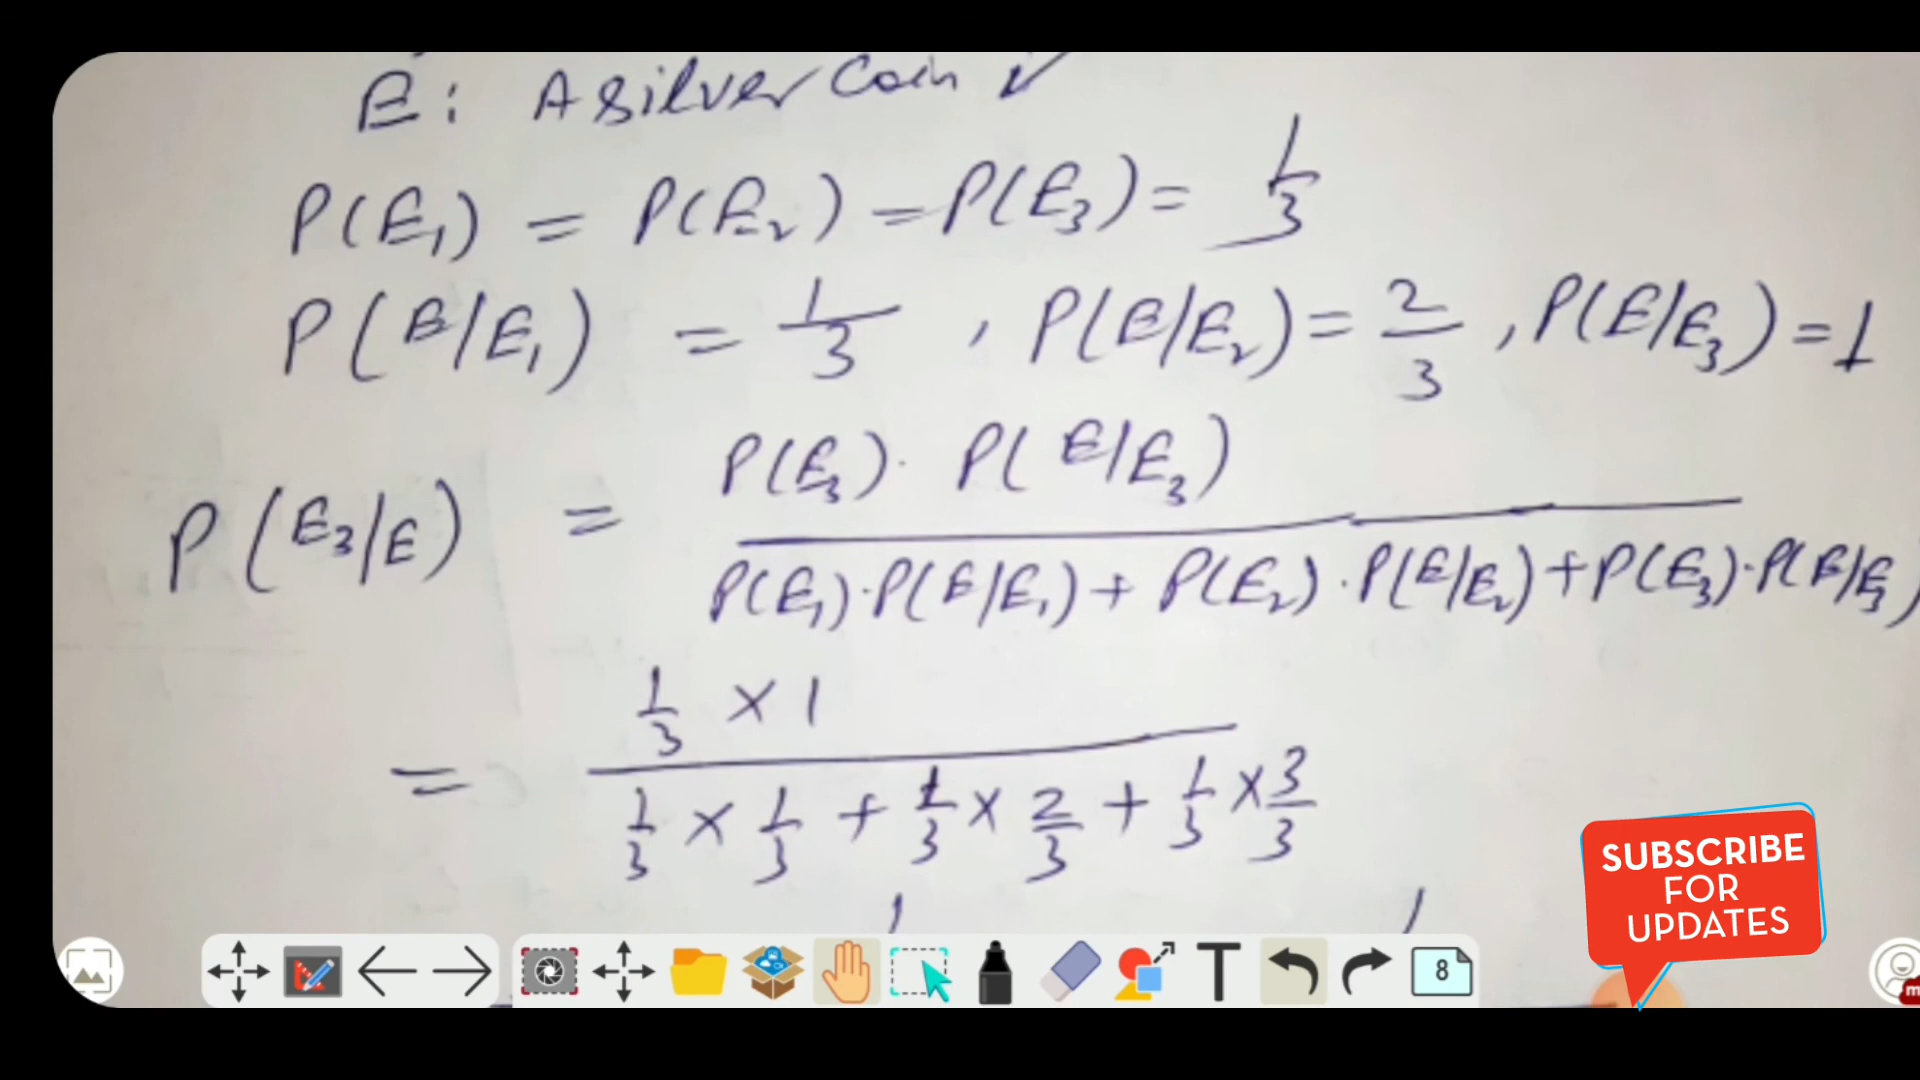 E: A silver coin ✓
P(E₁) = P(E₂) = P(E₃) = 1/3
P(E/E₁) = 1/3, P(E/E₂) = 2/3, P(E/E₃) = 1
P(E₃/E) = P(E₃)· P(E/E₃) / P(E₁)·P(E/E₁) + P(E₂)·P(E/E₂) + P(E₃)·P(E/E₃)
= 1/3 × 1 / 1/3 × 1/3 + 1/3 × 2/3 + 1/3 × 3/3
SUBSCRIBE
FOR
UPDATES
T
8